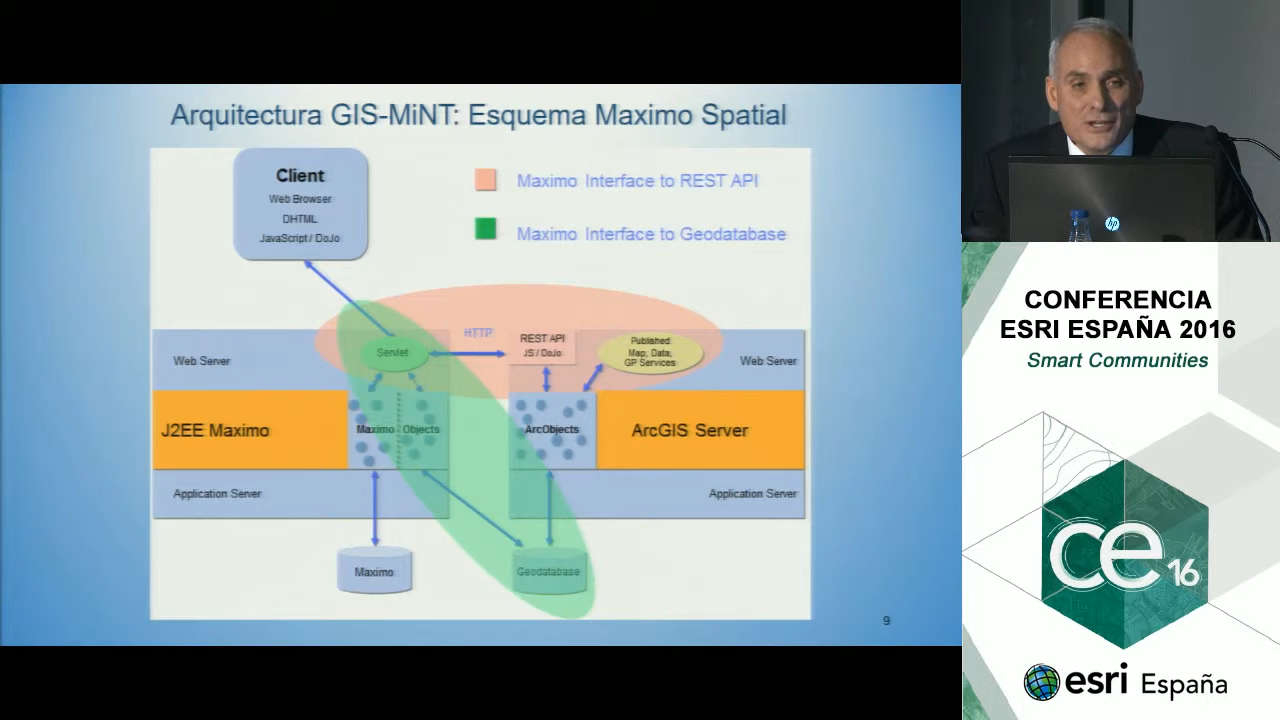 Arquitectura GIS-MiNT: Esquema Maximo Spatial
Client
Web Browser
DHTML
JavaScript / DoJo
Maximo Interface to REST API
Maximo Interface to Geodatabase
Web Server
Servlet
HTTP
REST API
JS / DoJo
Published
Map, Data,
GP Services
Web Server
J2EE Maximo
Maximo Objects
ArcObjects
ArcGIS Server
Application Server
Application Server
Maximo
Geodatabase
9
hp
CONFERENCIA
ESRI ESPAÑA 2016
Smart Communities
ce16
esri España